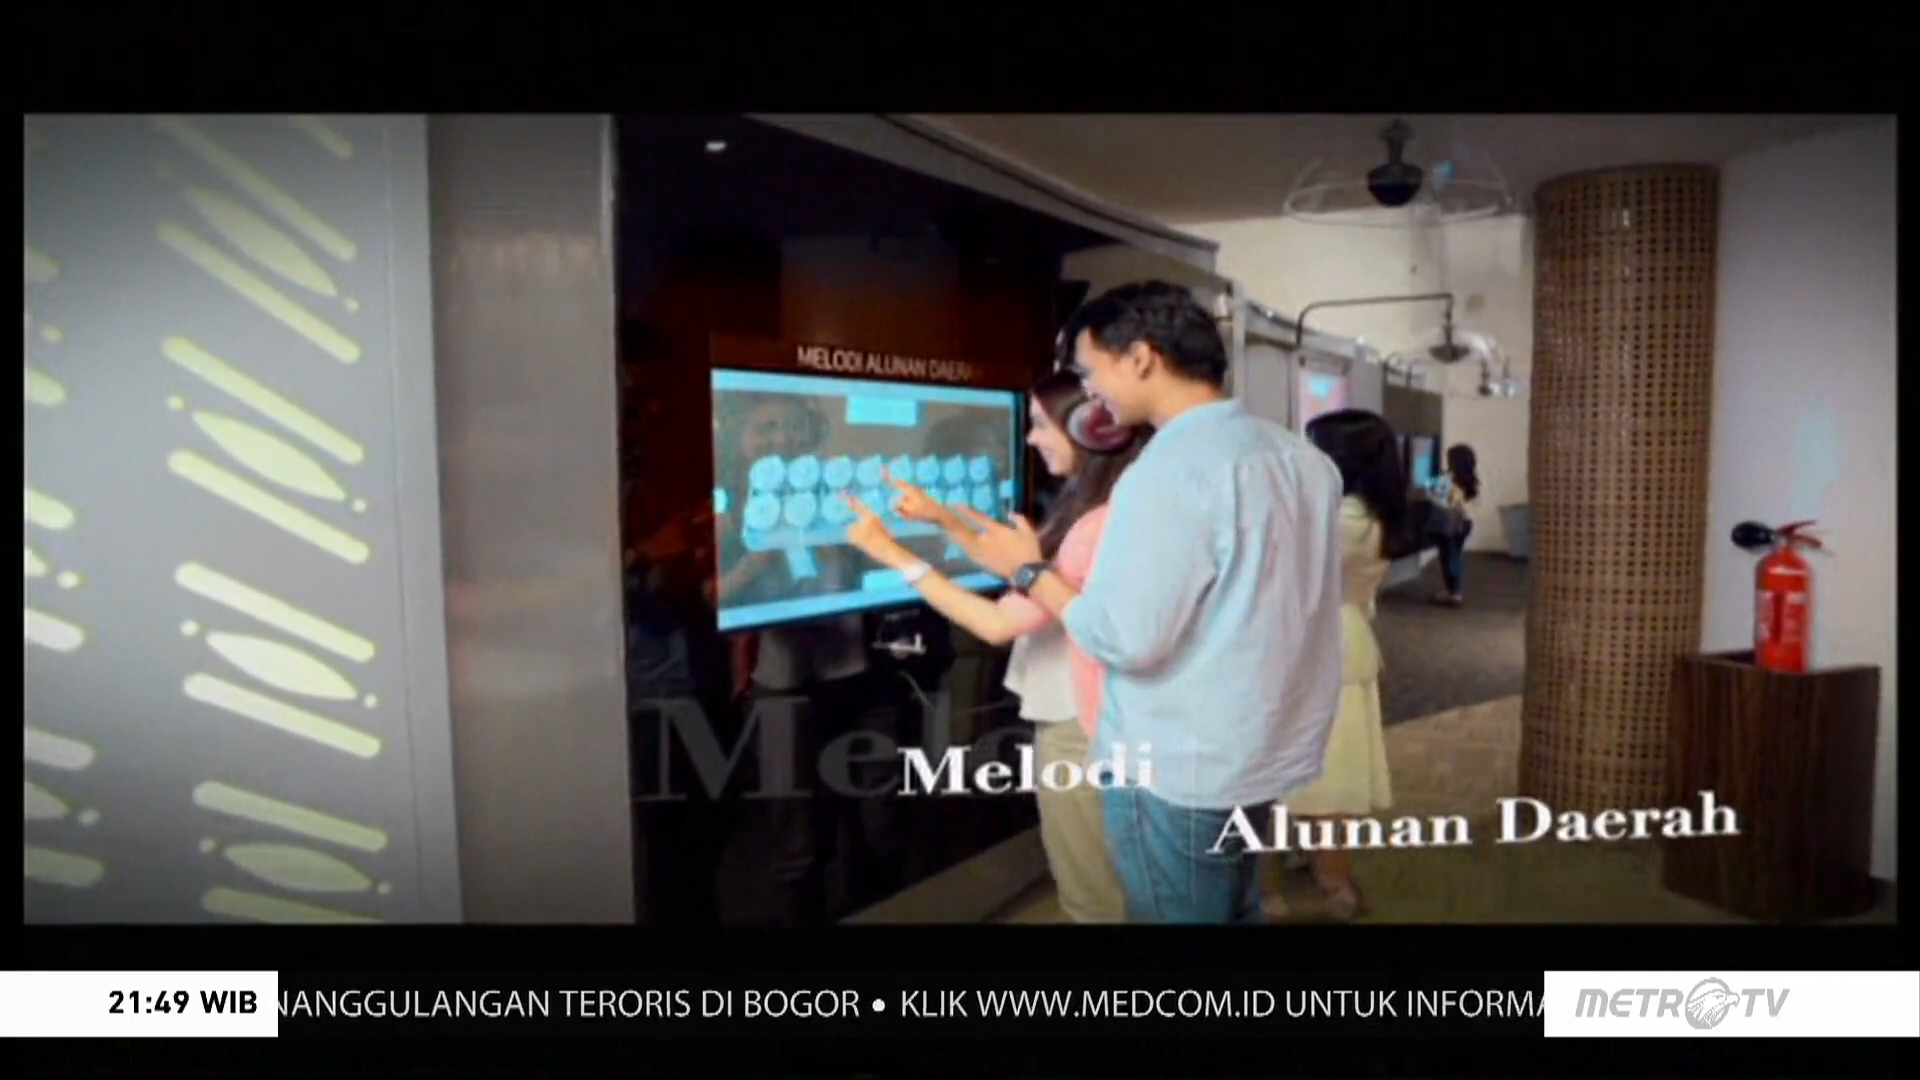 MELODI ALUNAN DAERAH
Melodi
Alunan Daerah
21:49 WIB
NANGGULANGAN TERORIS DI BOGOR • KLIK WWW.MEDCOM.ID UNTUK INFORMA
METRO TV